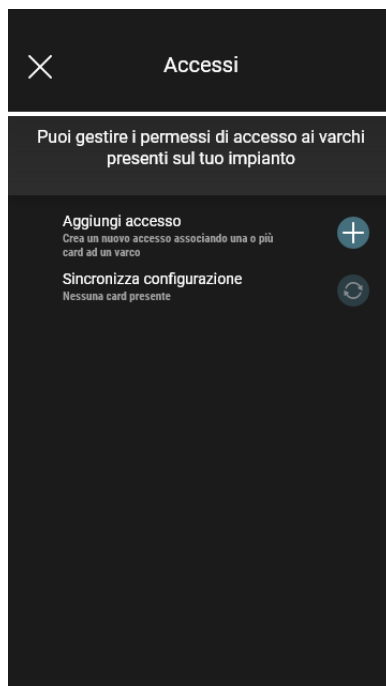 Accessi
Puoi gestire i permessi di accesso ai varchi
presenti sul tuo impianto
Aggiungi accesso
Crea un nuovo accesso associando una o più
card ad un varco
Sincronizza configurazione
Nessuna card presente